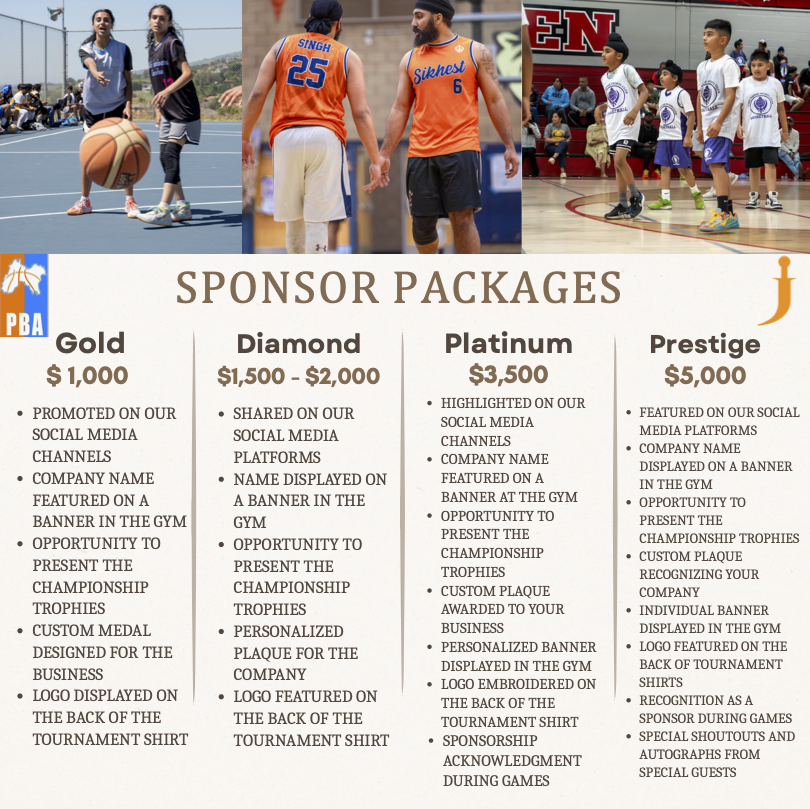 EN
SINGH
25
Sikhest
6
PBA
SPONSOR PACKAGES
Gold
$ 1,000
• PROMOTED ON OUR
SOCIAL MEDIA
CHANNELS
• COMPANY NAME
FEATURED ON A
BANNER IN THE GYM
• OPPORTUNITY TO
PRESENT THE
CHAMPIONSHIP
TROPHIES
• CUSTOM MEDAL
DESIGNED FOR THE
BUSINESS
• LOGO DISPLAYED ON
THE BACK OF THE
TOURNAMENT SHIRT
Diamond
$1,500 - $2,000
• SHARED ON OUR
SOCIAL MEDIA
PLATFORMS
• NAME DISPLAYED ON
A BANNER IN THE
GYM
• OPPORTUNITY TO
PRESENT THE
CHAMPIONSHIP
TROPHIES
• PERSONALIZED
PLAQUE FOR THE
COMPANY
• LOGO FEATURED ON
THE BACK OF THE
TOURNAMENT SHIRT
Platinum
$3,500
• HIGHLIGHTED ON OUR
SOCIAL MEDIA
CHANNELS
• COMPANY NAME
FEATURED ON A
BANNER AT THE GYM
• OPPORTUNITY TO
PRESENT THE
CHAMPIONSHIP
TROPHIES
• CUSTOM PLAQUE
AWARDED TO YOUR
BUSINESS
• PERSONALIZED BANNER
DISPLAYED IN THE GYM
• LOGO EMBROIDERED ON
THE BACK OF THE
TOURNAMENT SHIRT
• SPONSORSHIP
ACKNOWLEDGMENT
DURING GAMES
Prestige
$5,000
• FEATURED ON OUR SOCIAL
MEDIA PLATFORMS
• COMPANY NAME
DISPLAYED ON A BANNER
IN THE GYM
• OPPORTUNITY TO
PRESENT THE
CHAMPIONSHIP TROPHIES
• CUSTOM PLAQUE
RECOGNIZING YOUR
COMPANY
• INDIVIDUAL BANNER
DISPLAYED IN THE GYM
• LOGO FEATURED ON THE
BACK OF TOURNAMENT
SHIRTS
• RECOGNITION AS A
SPONSOR DURING GAMES
• SPECIAL SHOUTOUTS AND
AUTOGRAPHS FROM
SPECIAL GUESTS